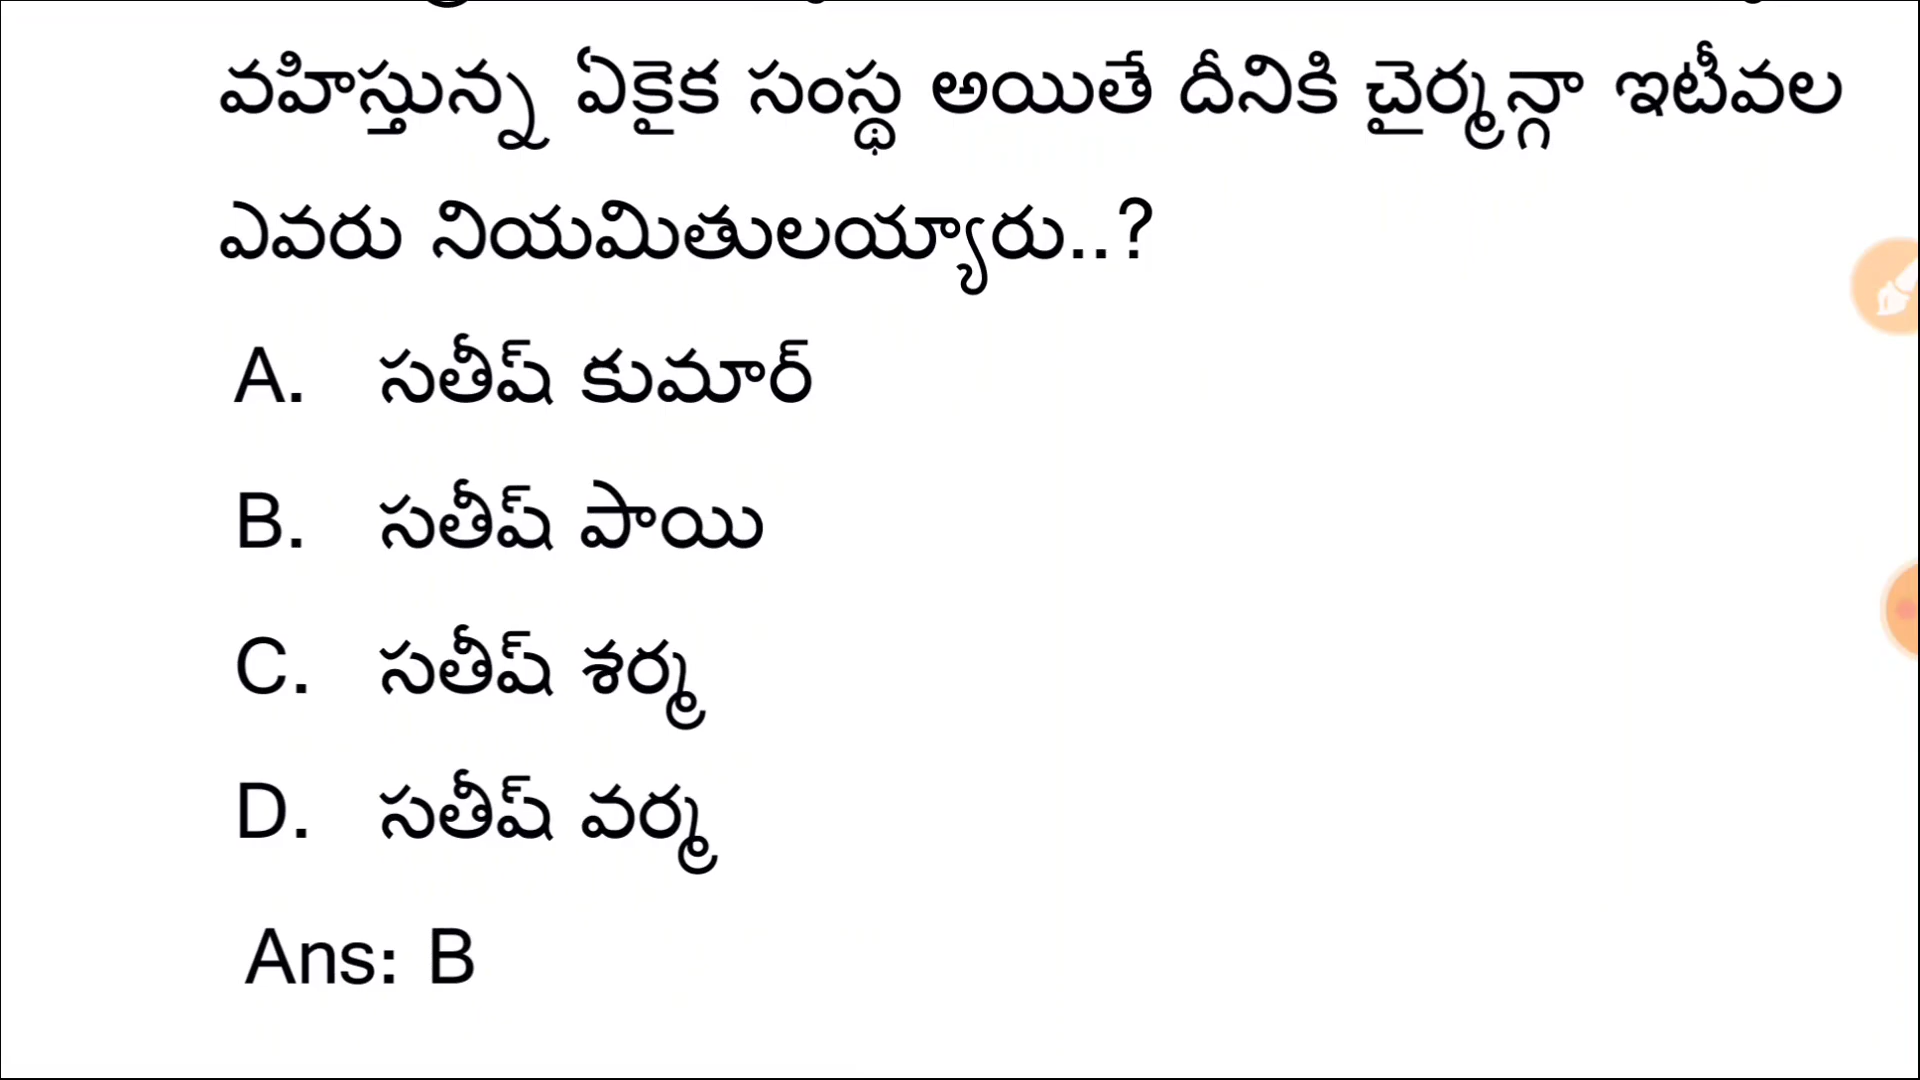 వహిస్తున్న ఏకైక సంస్థ అయితే దీనికి చైర్మన్గా ఇటీవల
ఎవరు నియమితులయ్యారు..?
A. సతీష్ కుమార్
B. సతీష్ పాయి
C. సతీష్ శర్మ
D. సతీష్ వర్మ
Ans: B